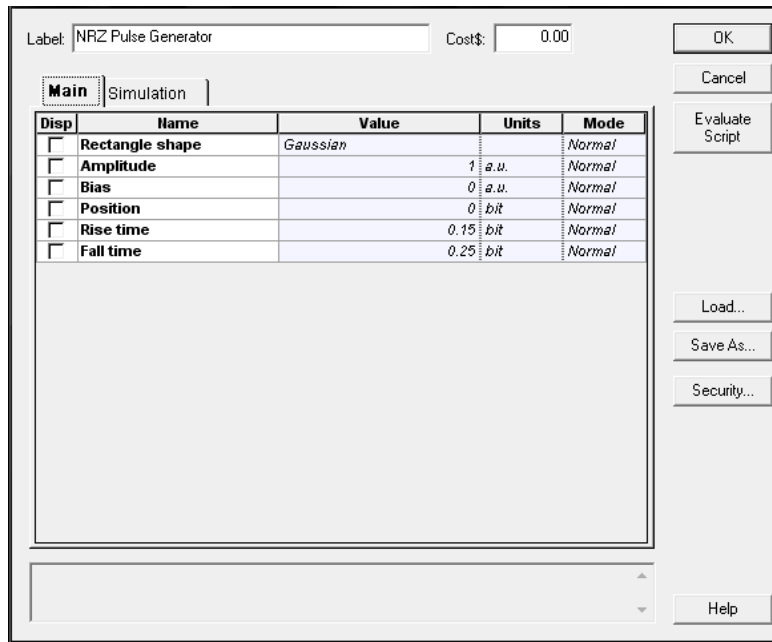 Label: NRZ Pulse Generator Cost$: 0.00 OK
Cancel
Main Simulation
Evaluate Script
Disp Name Value Units Mode
Rectangle shape Gaussian Normal
Amplitude 1 a.u. Normal
Bias 0 a.u. Normal
Position 0 bit Normal
Rise time 0.15 bit Normal
Fall time 0.25 bit Normal
Load...
Save As...
Security...
Help